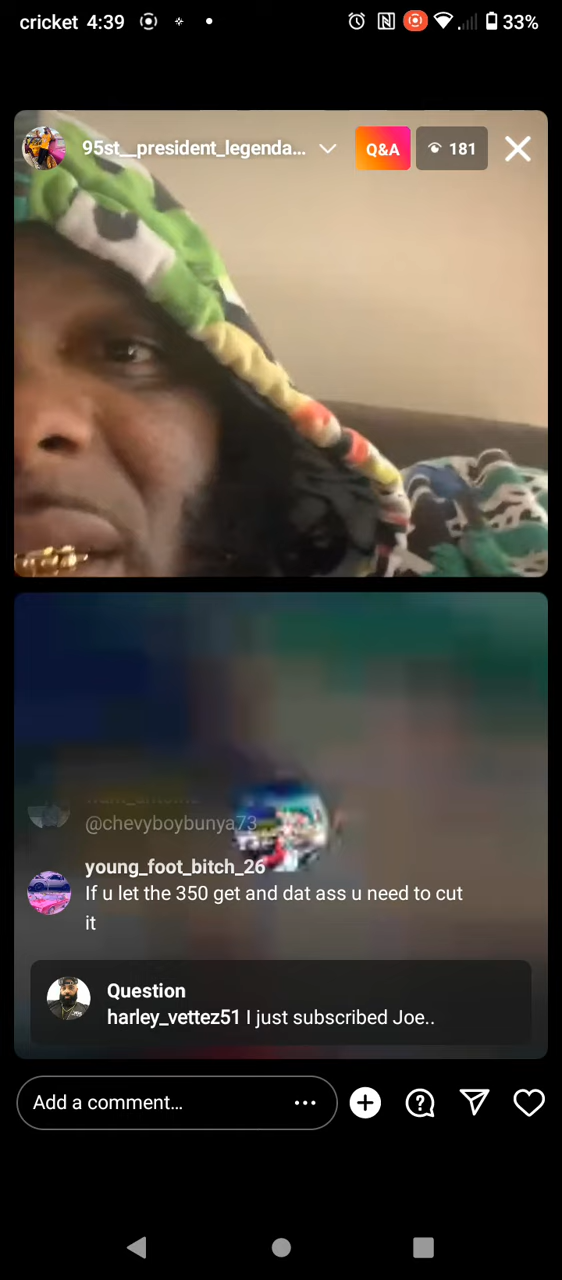 cricket 4:39
33%
95st__president_legenda...
Q&A
181
@chevyboybunya73
young_foot_bitch_26
If u let the 350 get and dat ass u need to cut
it
Question
harley_vettez51 I just subscribed Joe..
Add a comment...